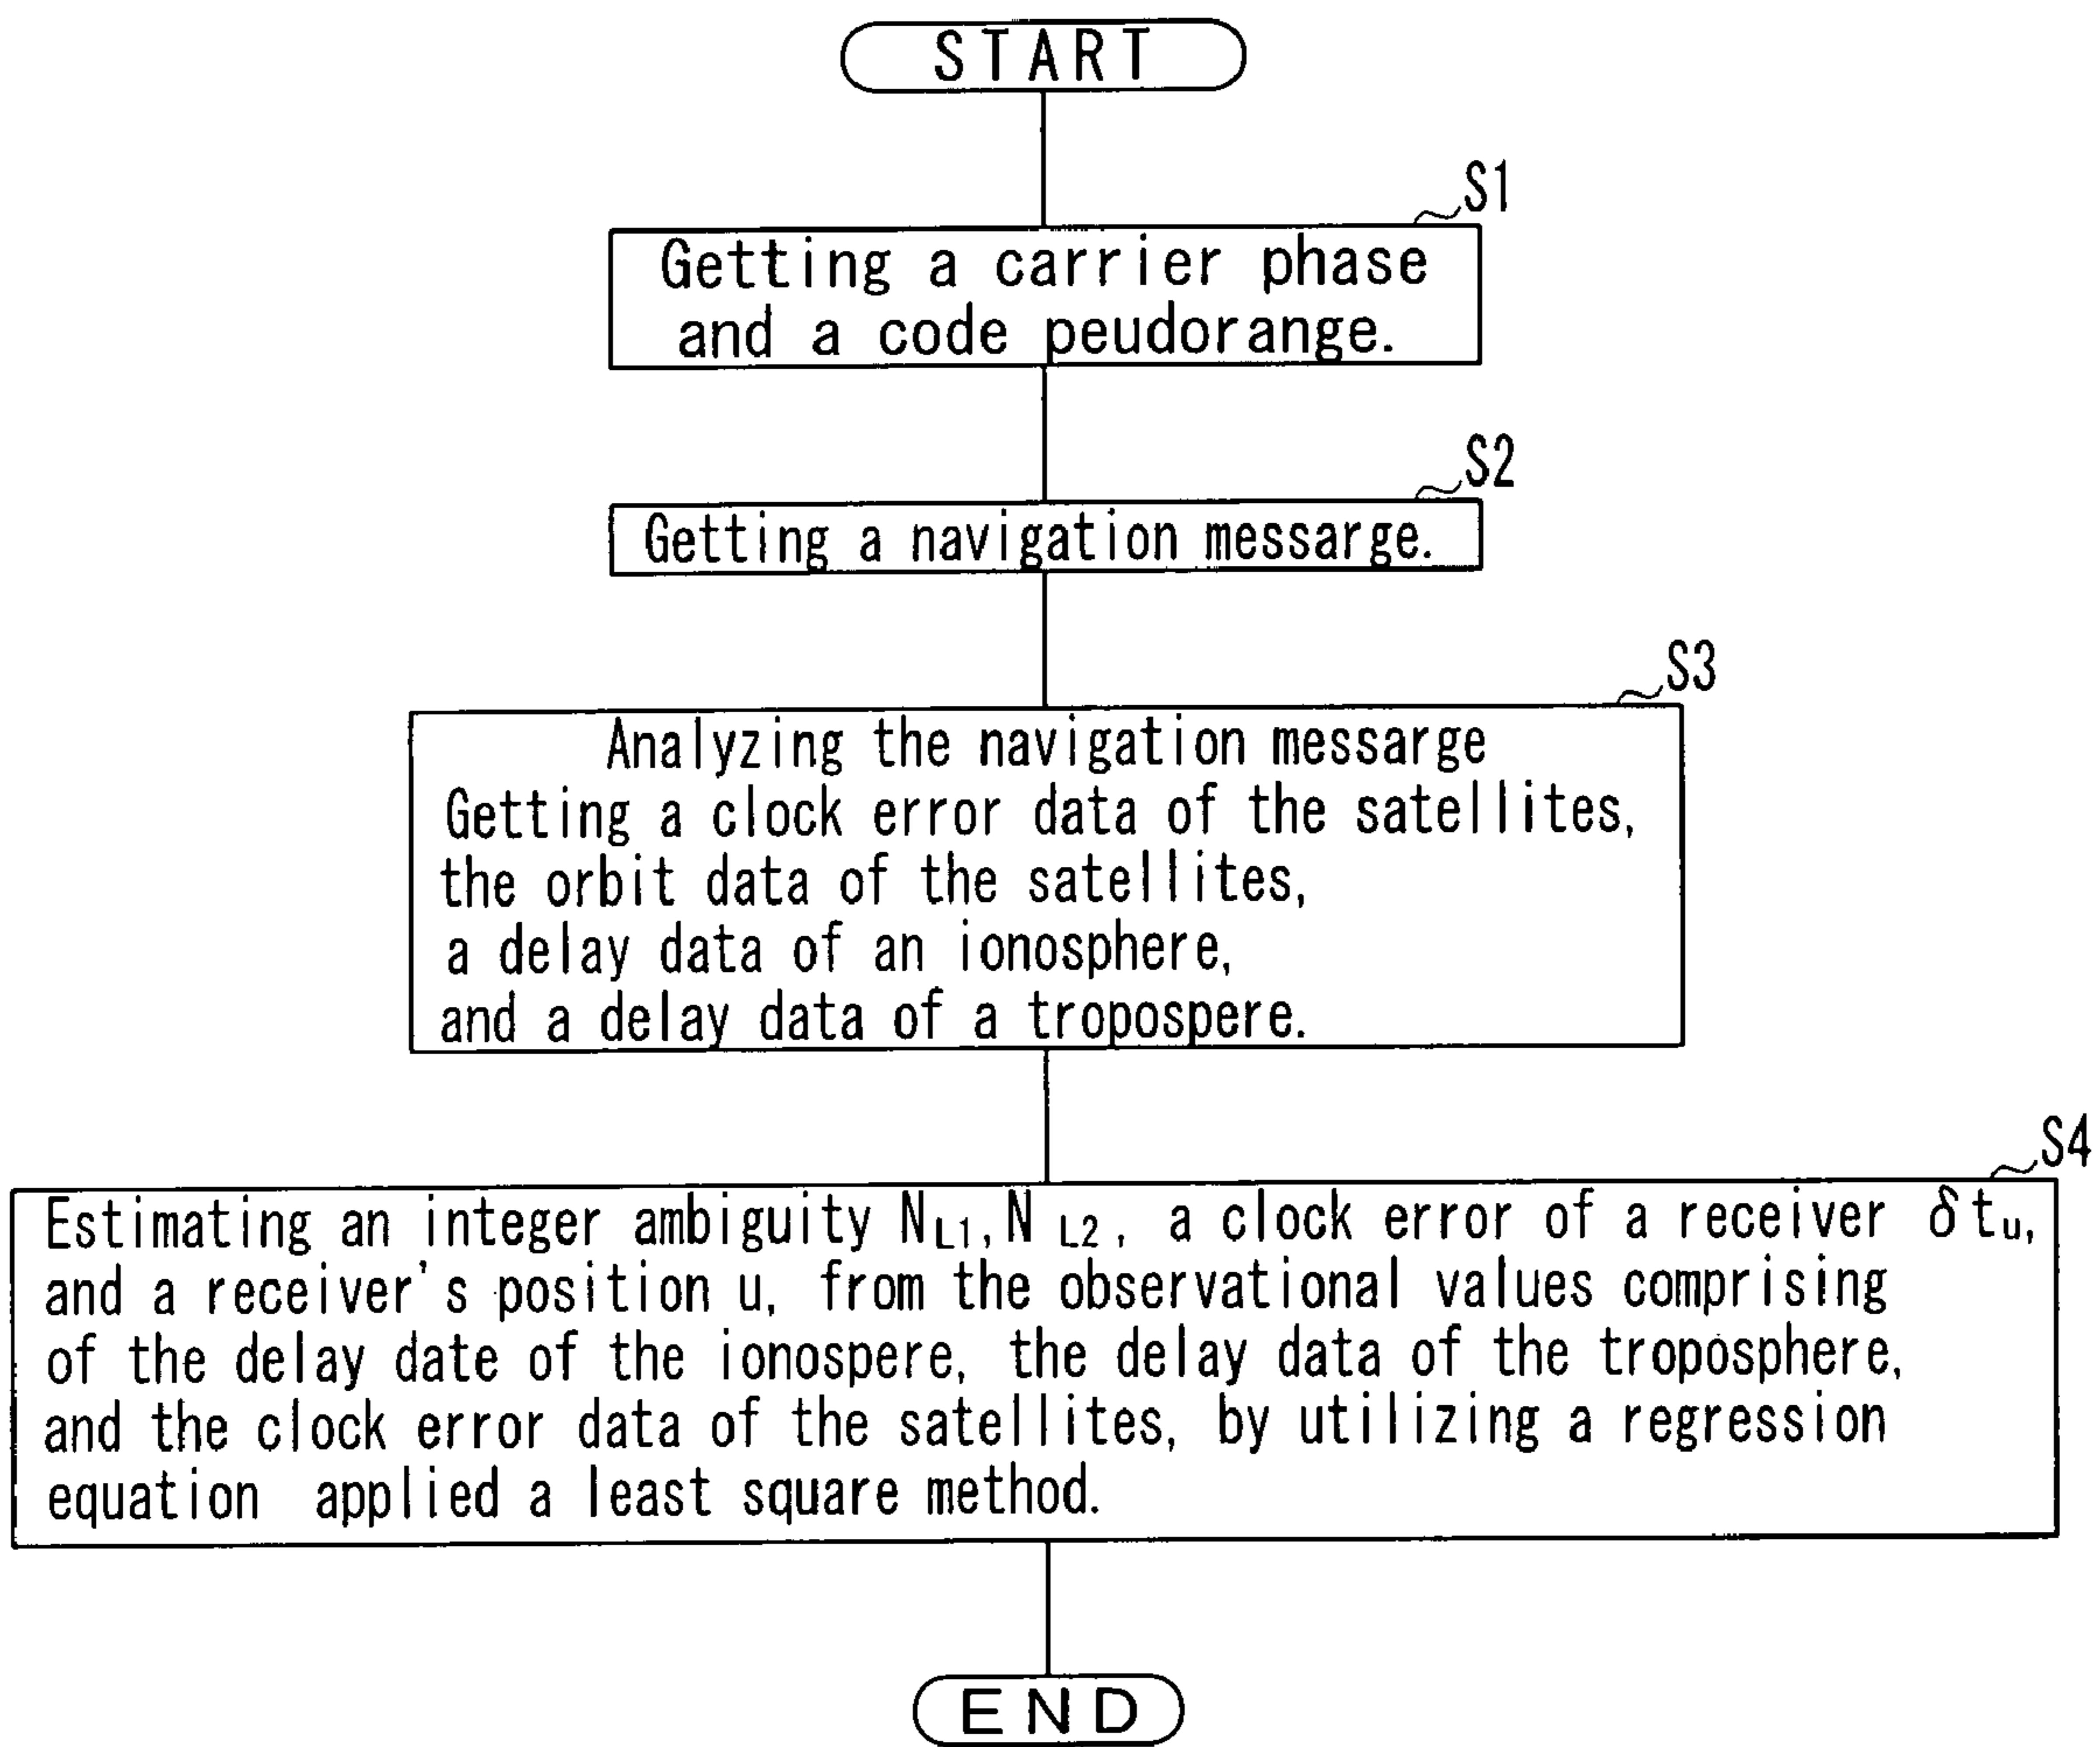 START
S1
Getting a carrier phase
and a code peudorange.
S2
Getting a navigation messarge.
S3
Analyzing the navigation messarge
Getting a clock error data of the satellites,
the orbit data of the satellites,
a delay data of an ionosphere,
and a delay data of a tropospere.
S4
Estimating an integer ambiguity NL1, N L2, a clock error of a receiver δtu,
and a receiver's position u, from the observational values comprising
of the delay date of the ionospere, the delay data of the troposphere,
and the clock error data of the satellites, by utilizing a regression
equation applied a least square method.
END